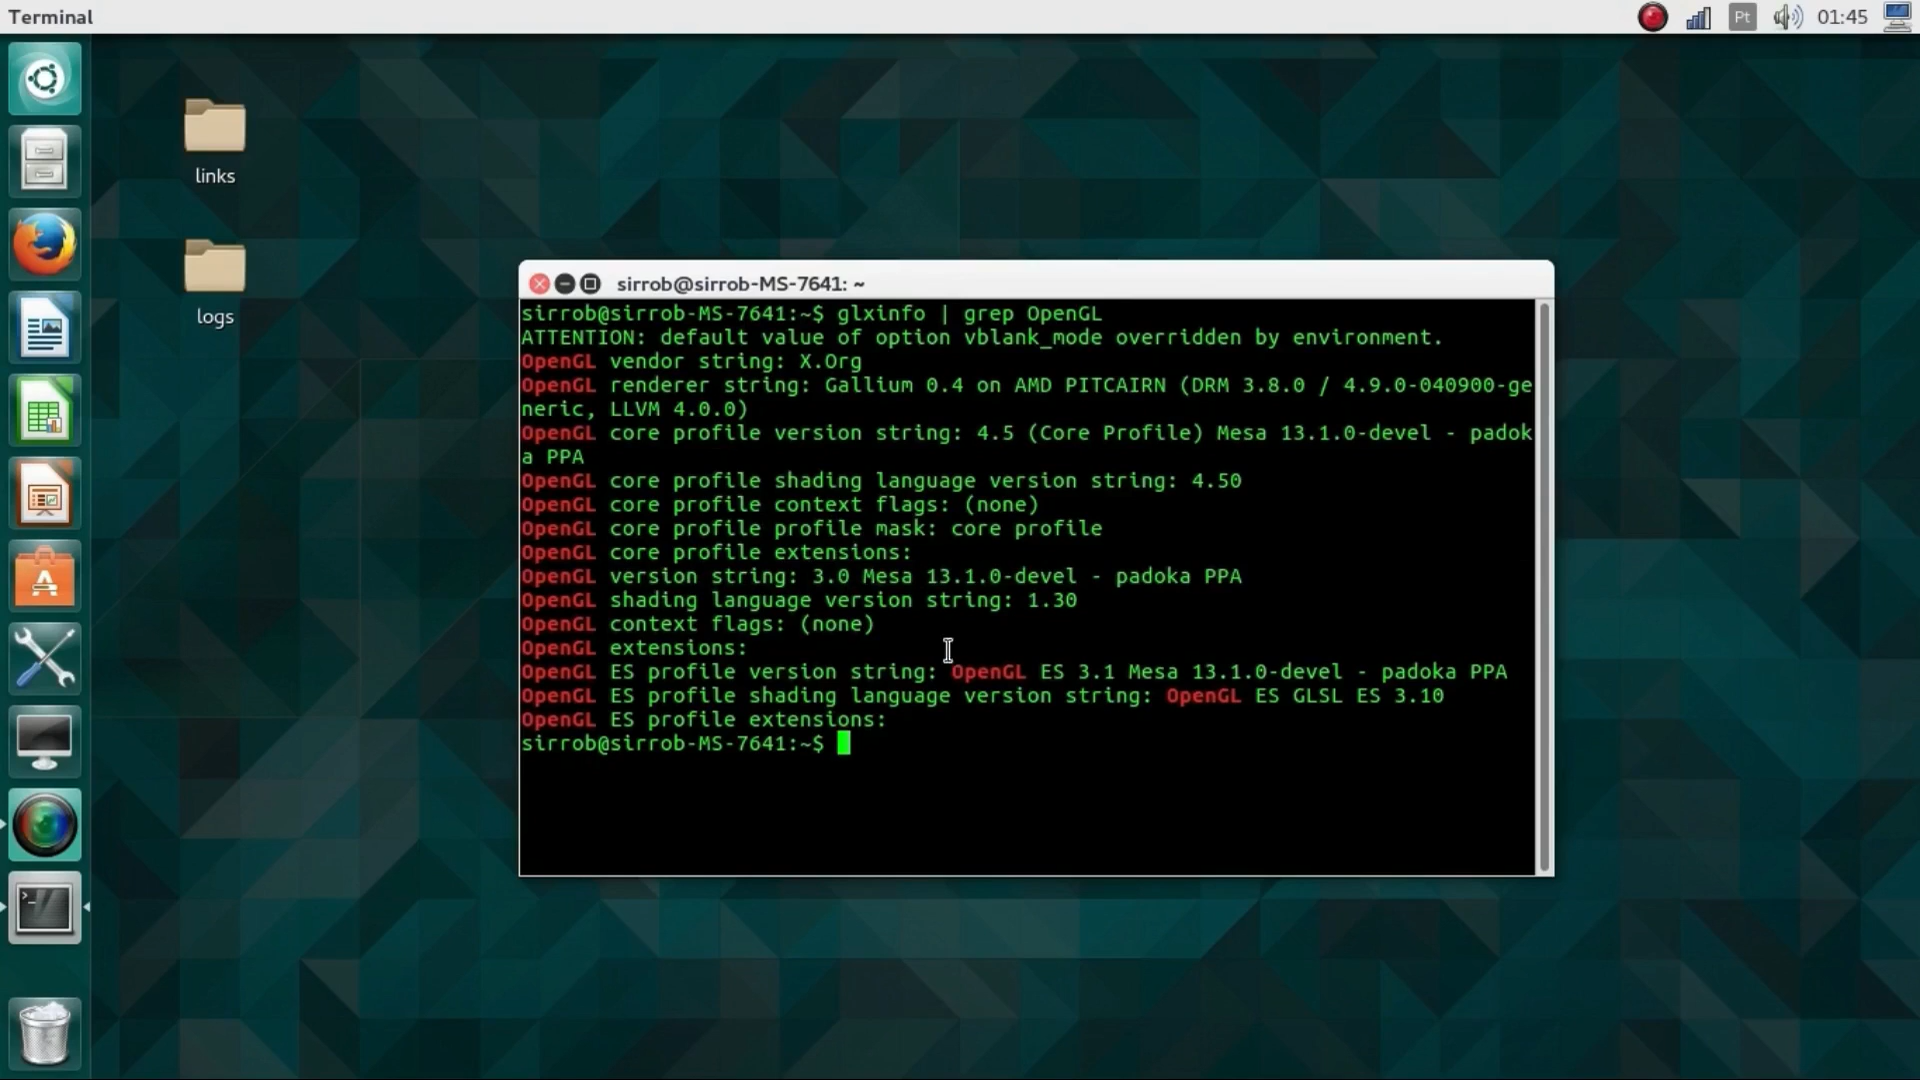 Terminal
Pt
01:45
links
logs
sirrob@sirrob-MS-7641: ~
sirrob@sirrob-MS-7641:~$ glxinfo | grep OpenGL
ATTENTION: default value of option vblank_mode overridden by environment.
OpenGL vendor string: X.Org
OpenGL renderer string: Gallium 0.4 on AMD PITCAIRN (DRM 3.8.0 / 4.9.0-040900-ge
neric, LLVM 4.0.0)
OpenGL core profile version string: 4.5 (Core Profile) Mesa 13.1.0-devel - padok
a PPA
OpenGL core profile shading language version string: 4.50
OpenGL core profile context flags: (none)
OpenGL core profile profile mask: core profile
OpenGL core profile extensions:
OpenGL version string: 3.0 Mesa 13.1.0-devel - padoka PPA
OpenGL shading language version string: 1.30
OpenGL context flags: (none)
OpenGL extensions:
OpenGL ES profile version string: OpenGL ES 3.1 Mesa 13.1.0-devel - padoka PPA
OpenGL ES profile shading language version string: OpenGL ES GLSL ES 3.10
OpenGL ES profile extensions:
sirrob@sirrob-MS-7641:~$